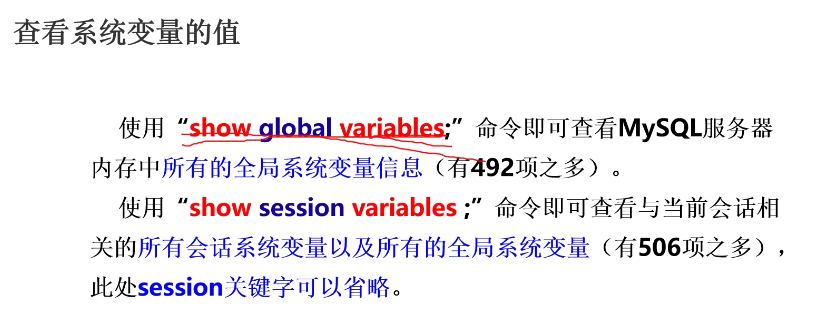 查看系统变量的值
使用“show global variables;”命令即可查看MySQL服务器
内存中所有的全局系统变量信息（有492项之多）。
使用“show session variables ;”命令即可查看与当前会话相
关的所有会话系统变量以及所有的全局系统变量（有506项之多），
此处session关键字可以省略。